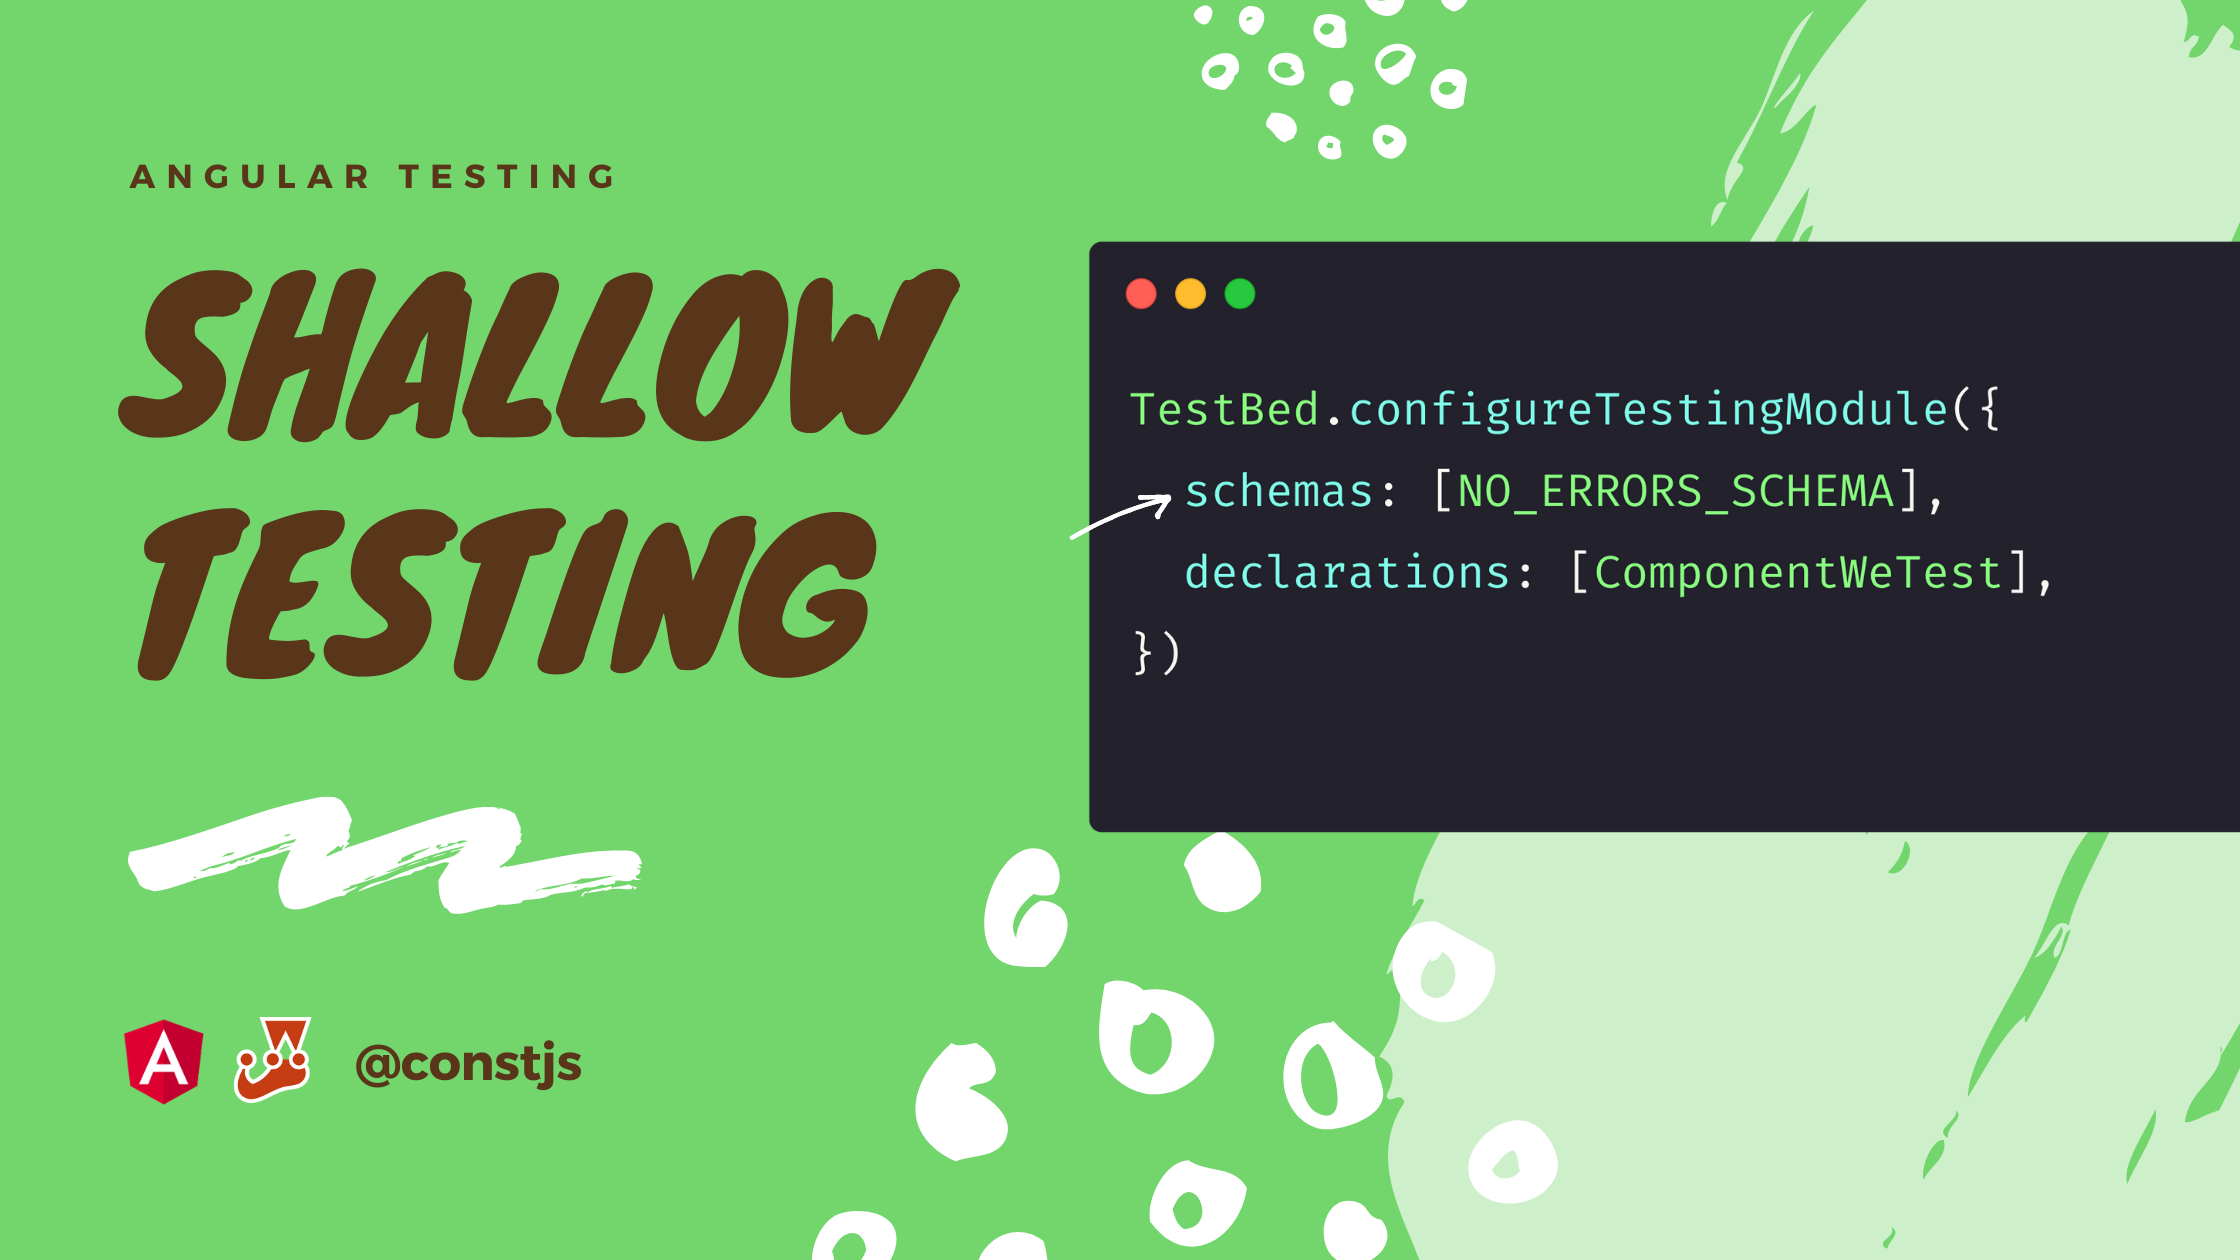 ANGULAR TESTING
SHALLOW
TESTING
TestBed.configureTestingModule({
schemas: [NO_ERRORS_SCHEMA],
declarations: [ComponentWeTest],
})
A
@constjs